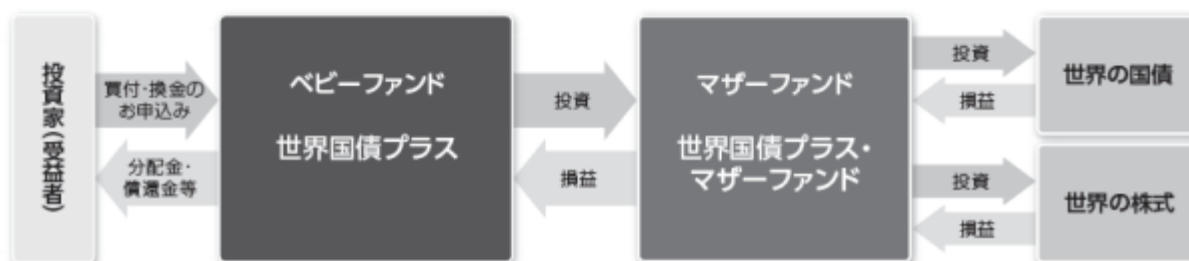 投資家(受益者)
買付・換金の
お申込み
分配金・
償還金等
ベビーファンド
世界国債プラス
投資
損益
マザーファンド
世界国債プラス・
マザーファンド
投資
損益
投資
損益
世界の国債
世界の株式